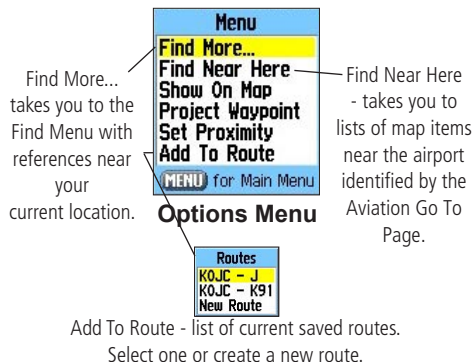 Menu
Find More...
Find Near Here
Show On Map
Project Waypoint
Set Proximity
Add To Route
MENU for Main Menu
Options Menu
Find More...
takes you to the
Find Menu with
references near
your
current location.
Find Near Here
- takes you to
lists of map items
near the airport
identified by the
Aviation Go To
Page.
Routes
KOJC - J
KOJC - K91
New Route
Add To Route - list of current saved routes.
Select one or create a new route.